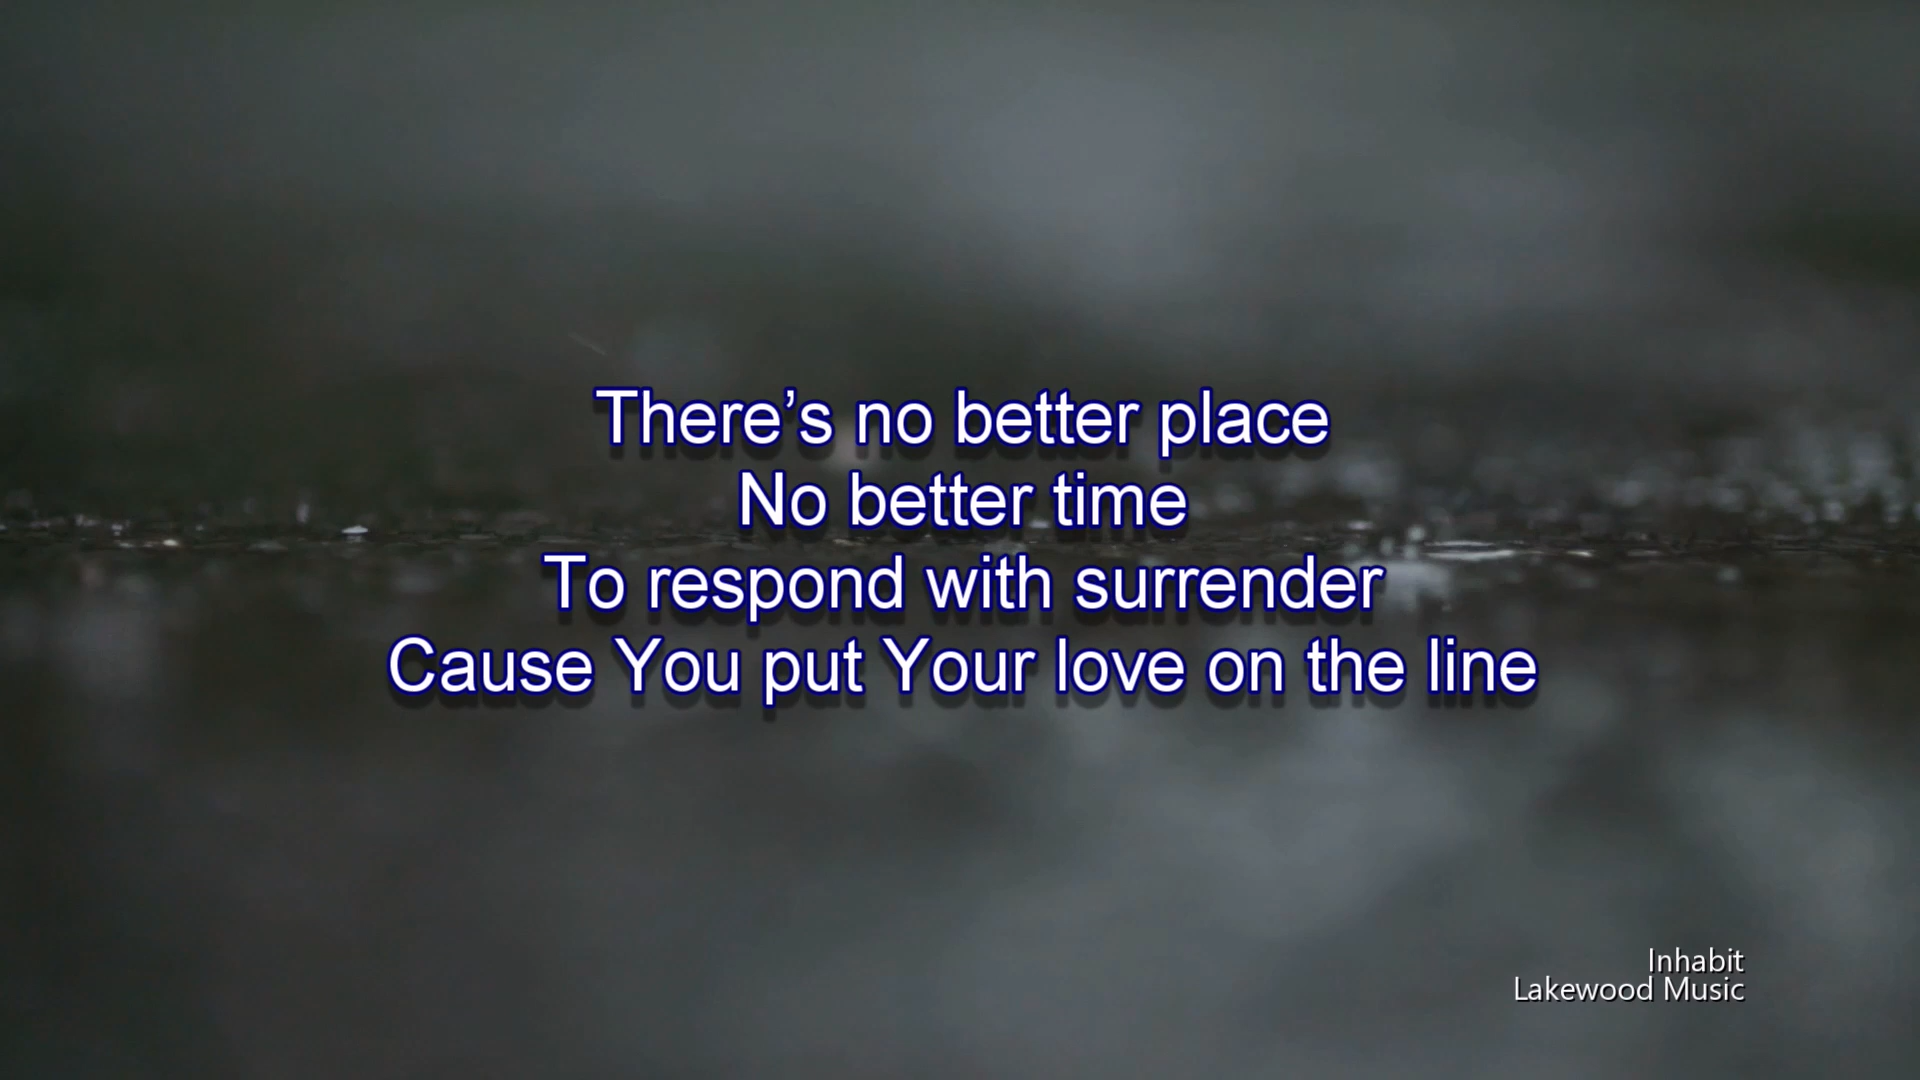 There’s no better place
No better time
To respond with surrender
Cause You put Your love on the line
Inhabit
Lakewood Music